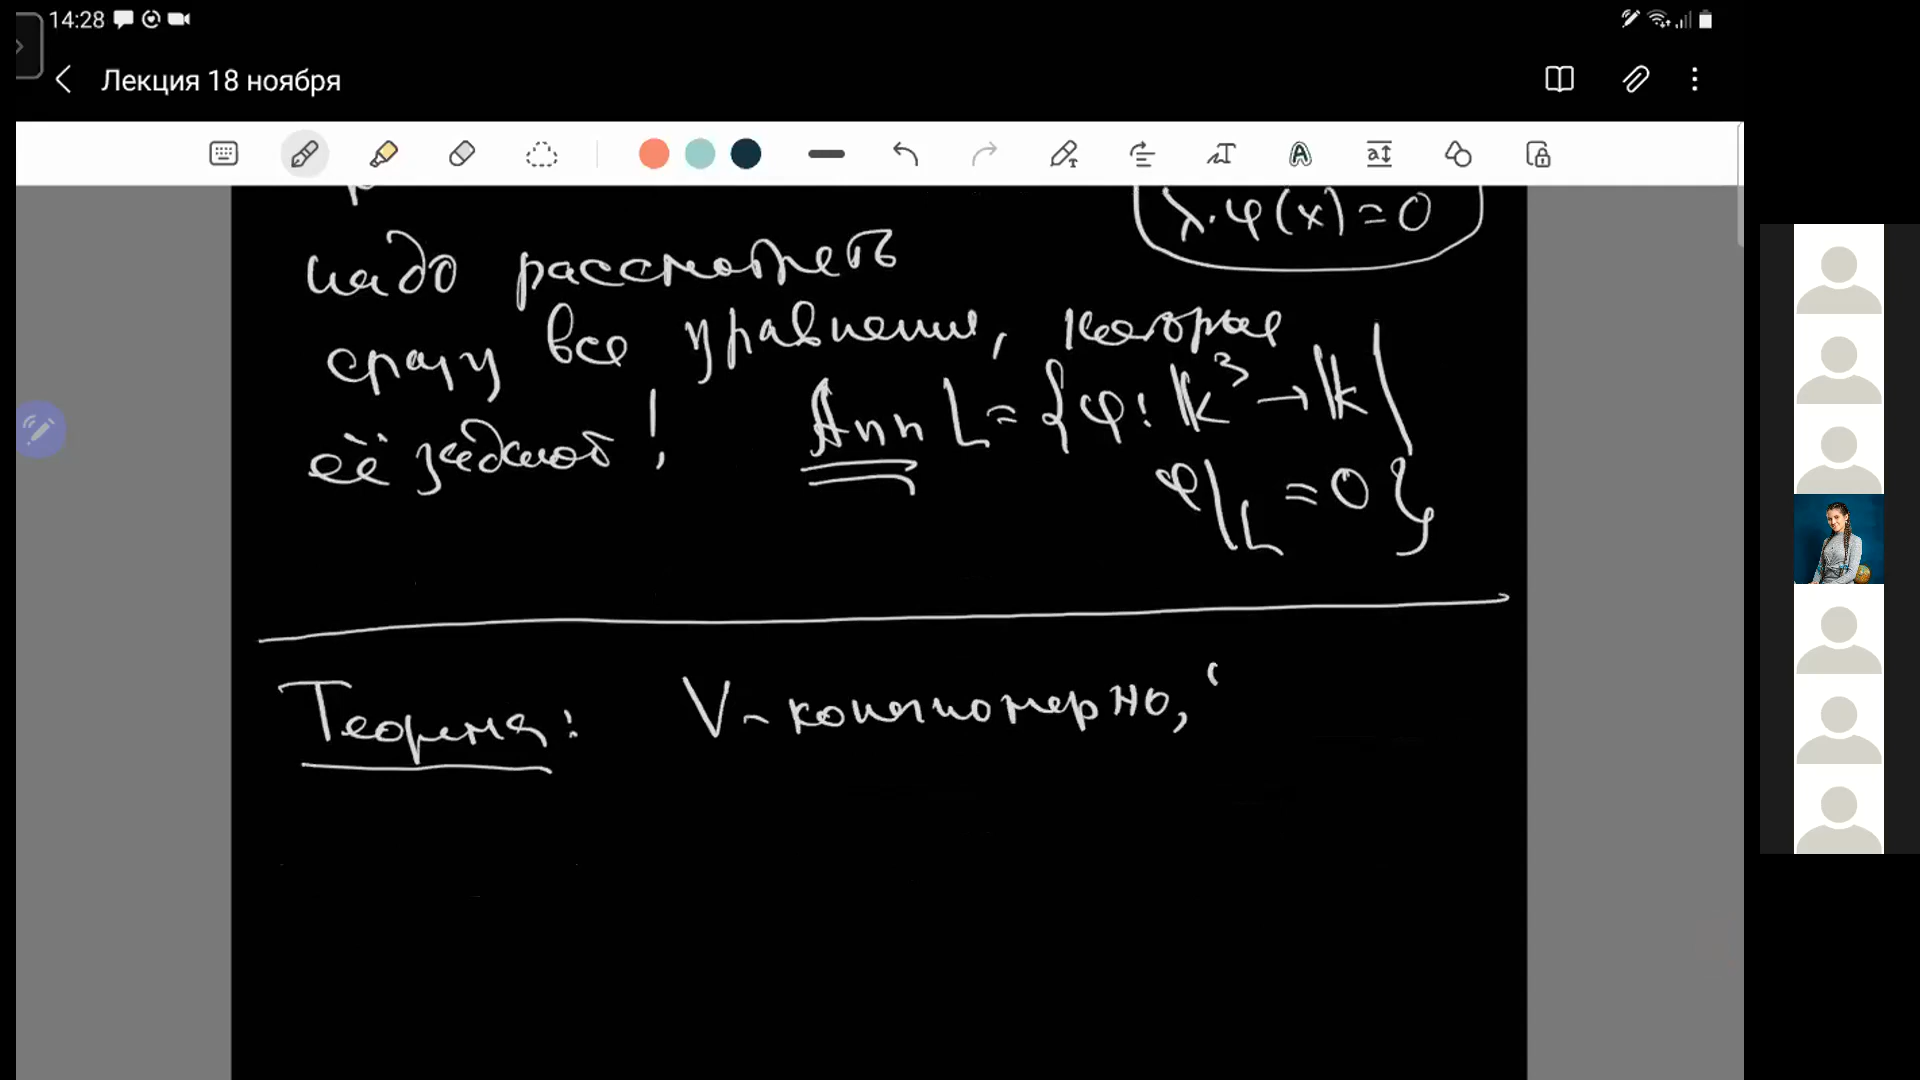 14:28
Лекция 18 ноября
λ·φ(x)=0
надо рассмотреть
сразу все уравнения, которые
её задают!
Ann L = {φ: 𝕜³ → 𝕜 |
φ|_L = 0}
Теорема: V - конечномерно,